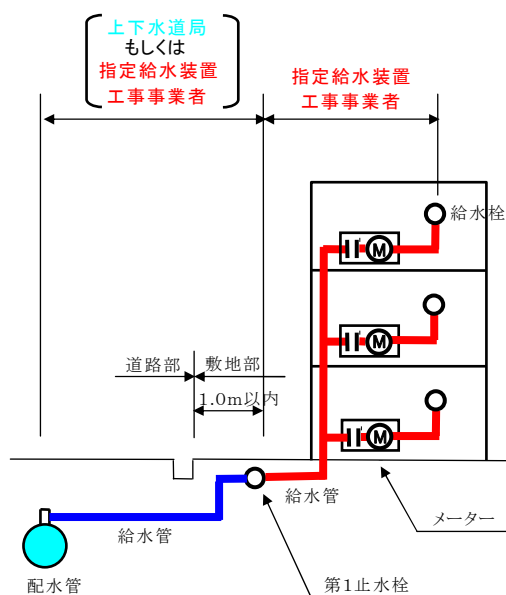 上下水道局
もしくは
指定給水装置
工事事業者
指定給水装置
工事事業者
給水栓
M
M
道路部
敷地部
1.0m以内
M
給水管
給水管
メーター
配水管
第1止水栓